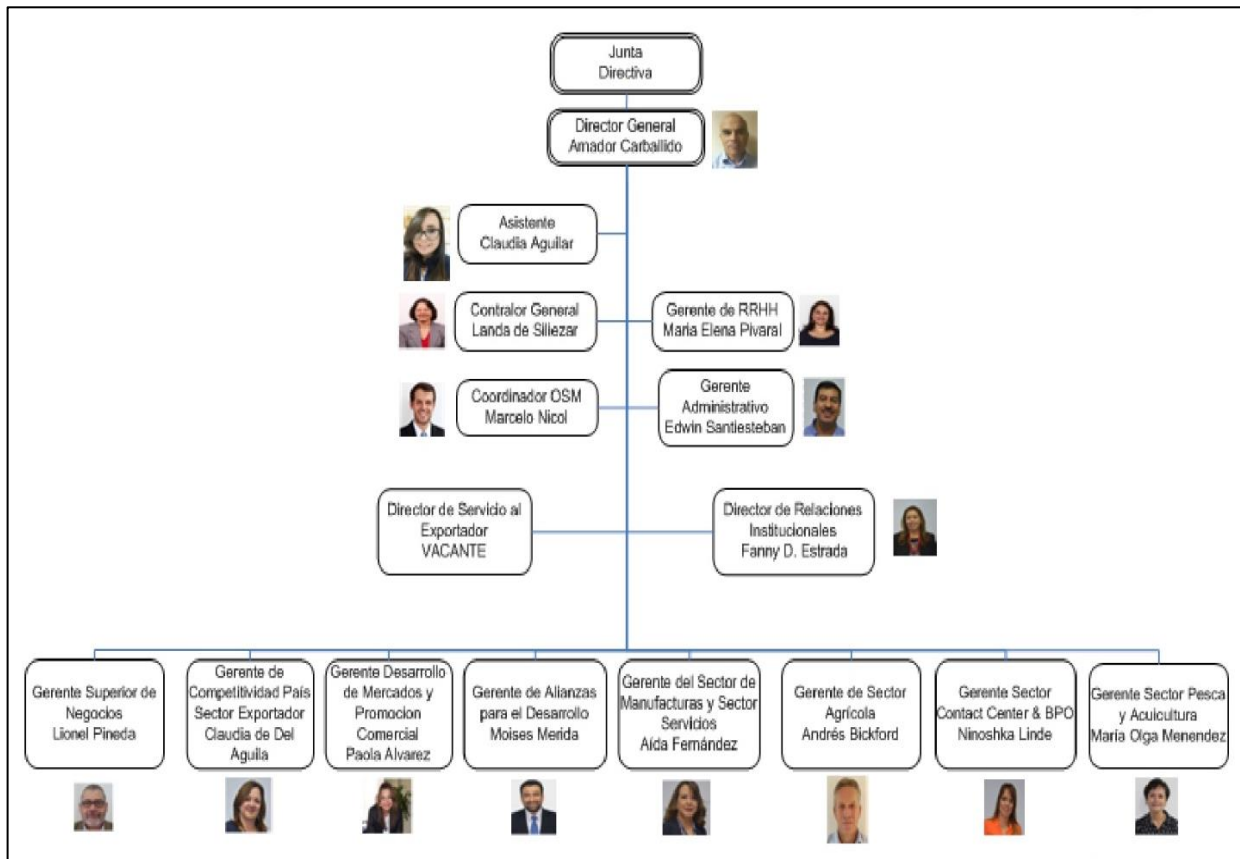 Junta
Directiva
Director General
Amador Carballido
Asistente
Claudia Aguilar
Contralor General
Landa de Siliezar
Gerente de RRHH
Maria Elena Pivaral
Coordinador OSM
Marcelo Nicol
Gerente
Administrativo
Edwin Santiesteban
Director de Servicio al
Exportador
VACANTE
Director de Relaciones
Institucionales
Fanny D. Estrada
Gerente Superior de
Negocios
Lionel Pineda
Gerente de
Competitividad País
Sector Exportador
Claudia de Del
Aguila
Gerente Desarrollo
de Mercados y
Promocion
Comercial
Paola Alvarez
Gerente de Alianzas
para el Desarrollo
Moises Merida
Gerente del Sector de
Manufacturas y Sector
Servicios
Aída Fernández
Gerente de Sector
Agrícola
Andrés Bickford
Gerente Sector
Contact Center & BPO
Ninoshka Linde
Gerente Sector Pesca
y Acuicultura
María Olga Menendez